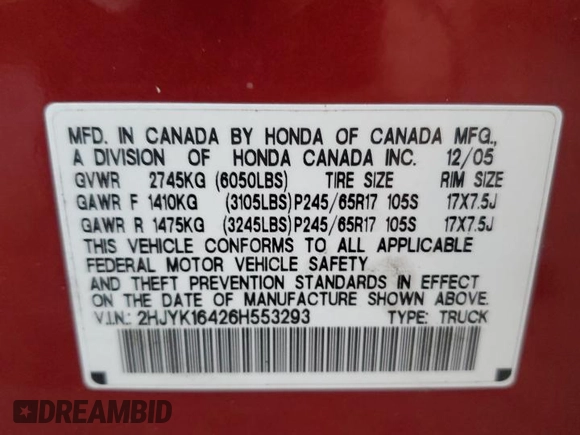 MFD. IN CANADA BY HONDA OF CANADA MFG.,
A DIVISION OF HONDA CANADA INC. 12/05
GVWR 2745KG (6050LBS) TIRE SIZE RIM SIZE
GAWR F 1410KG (3105LBS)P245/65R17 105S 17X7.5J
GAWR R 1475KG (3245LBS)P245/65R17 105S 17X7.5J
THIS VEHICLE CONFORMS TO ALL APPLICABLE
FEDERAL MOTOR VEHICLE SAFETY
AND THEFT PREVENTION STANDARDS IN EFFECT
ON THE DATE OF MANUFACTURE SHOWN ABOVE.
V.I.N.: 2HJYK16426H553293 TYPE: TRUCK
DREAMBID